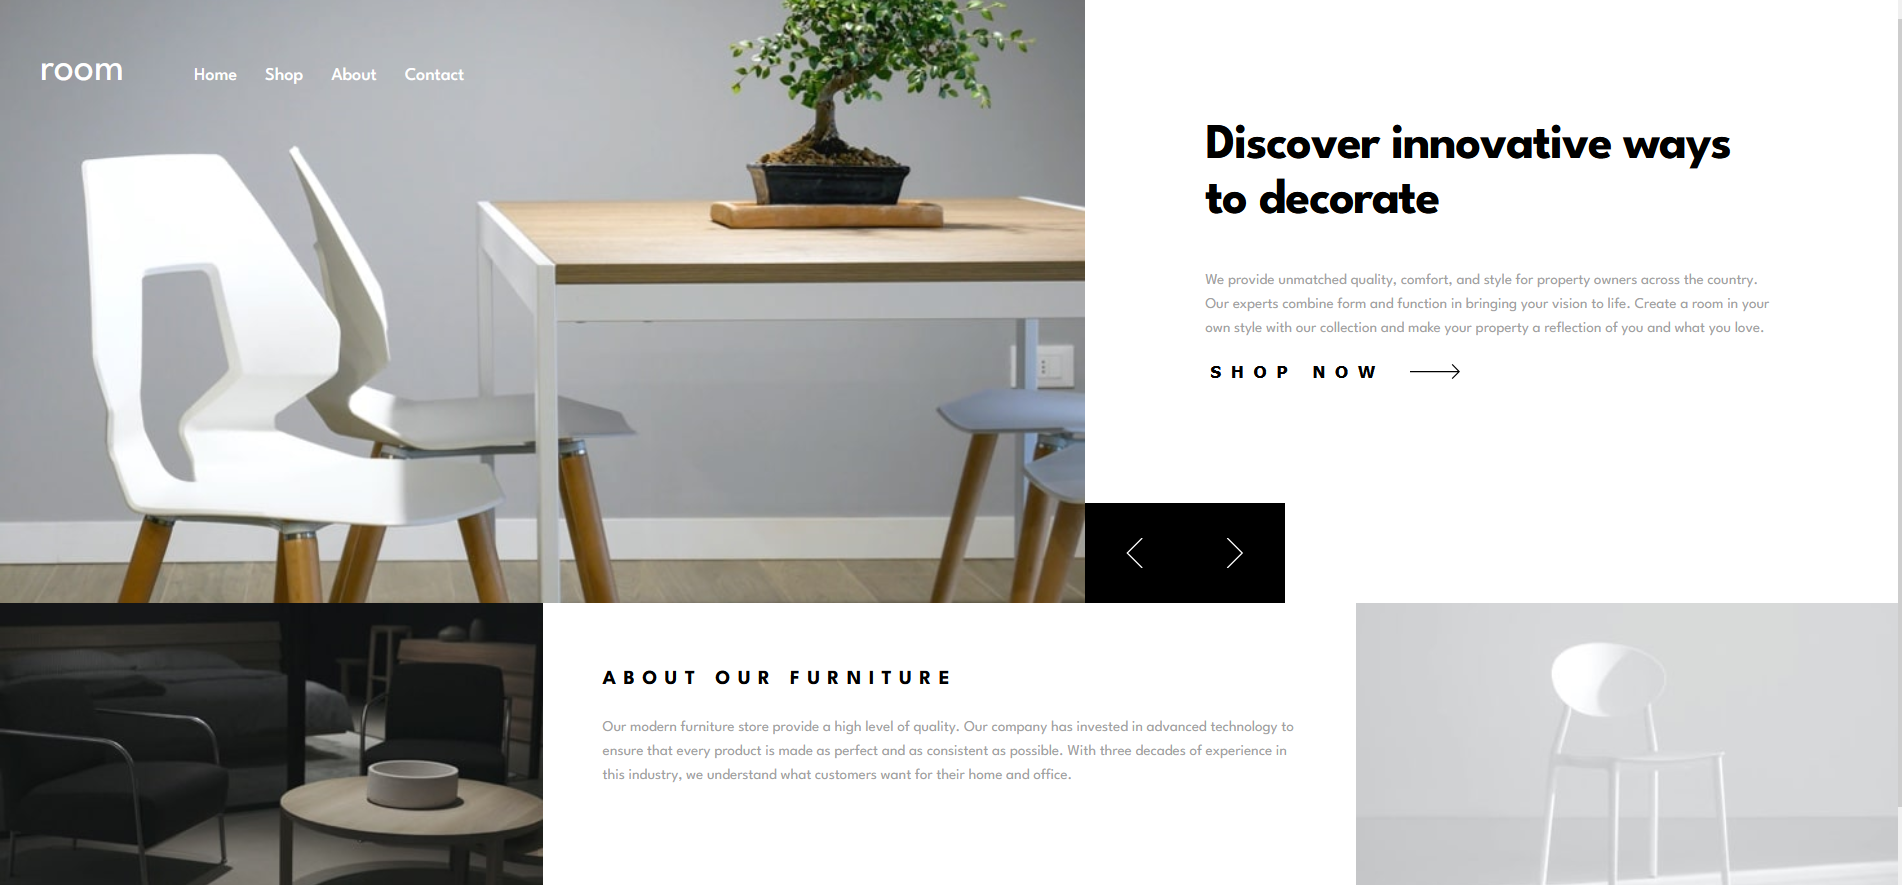 room
Home Shop About Contact
Discover innovative ways
to decorate
We provide unmatched quality, comfort, and style for property owners across the country.
Our experts combine form and function in bringing your vision to life. Create a room in your
own style with our collection and make your property a reflection of you and what you love.
SHOP NOW
ABOUT OUR FURNITURE
Our modern furniture store provide a high level of quality. Our company has invested in advanced technology to
ensure that every product is made as perfect and as consistent as possible. With three decades of experience in
this industry, we understand what customers want for their home and office.